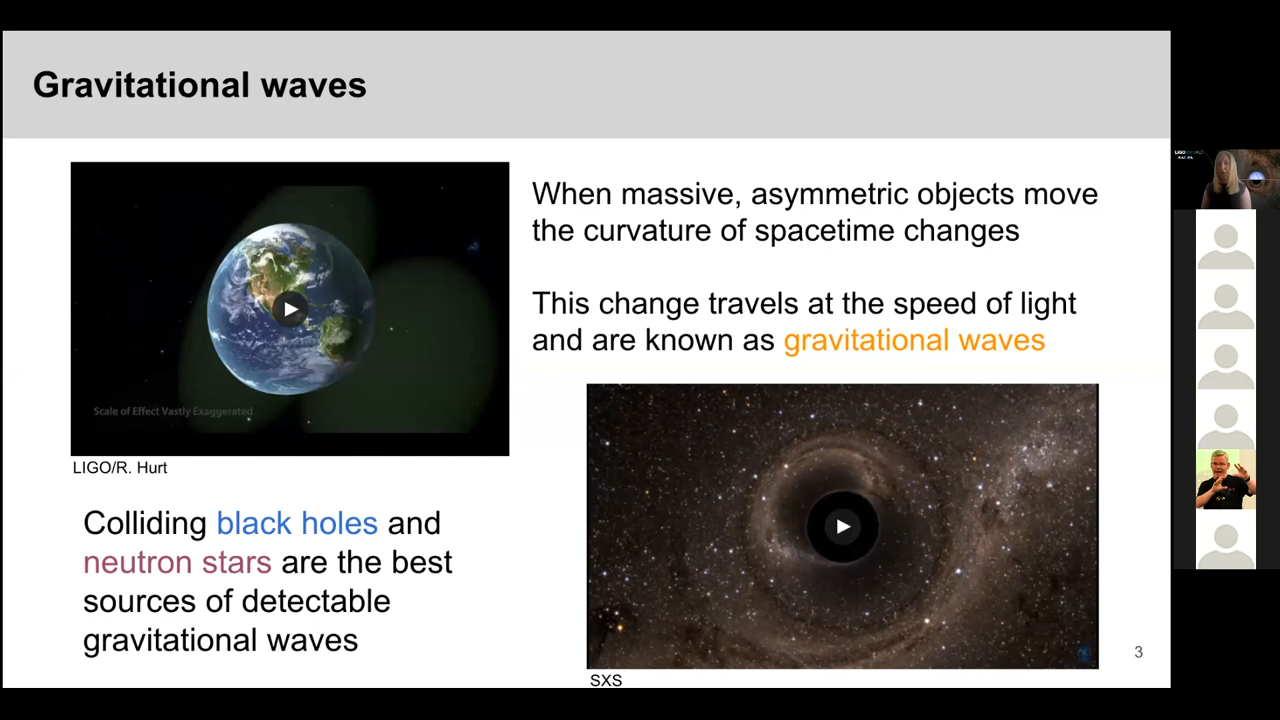 Gravitational waves
When massive, asymmetric objects move
the curvature of spacetime changes
This change travels at the speed of light
and are known as gravitational waves
Scale of Effect Vastly Exaggerated
LIGO/R. Hurt
Colliding black holes and
neutron stars are the best
sources of detectable
gravitational waves
SXS
3
LIGO